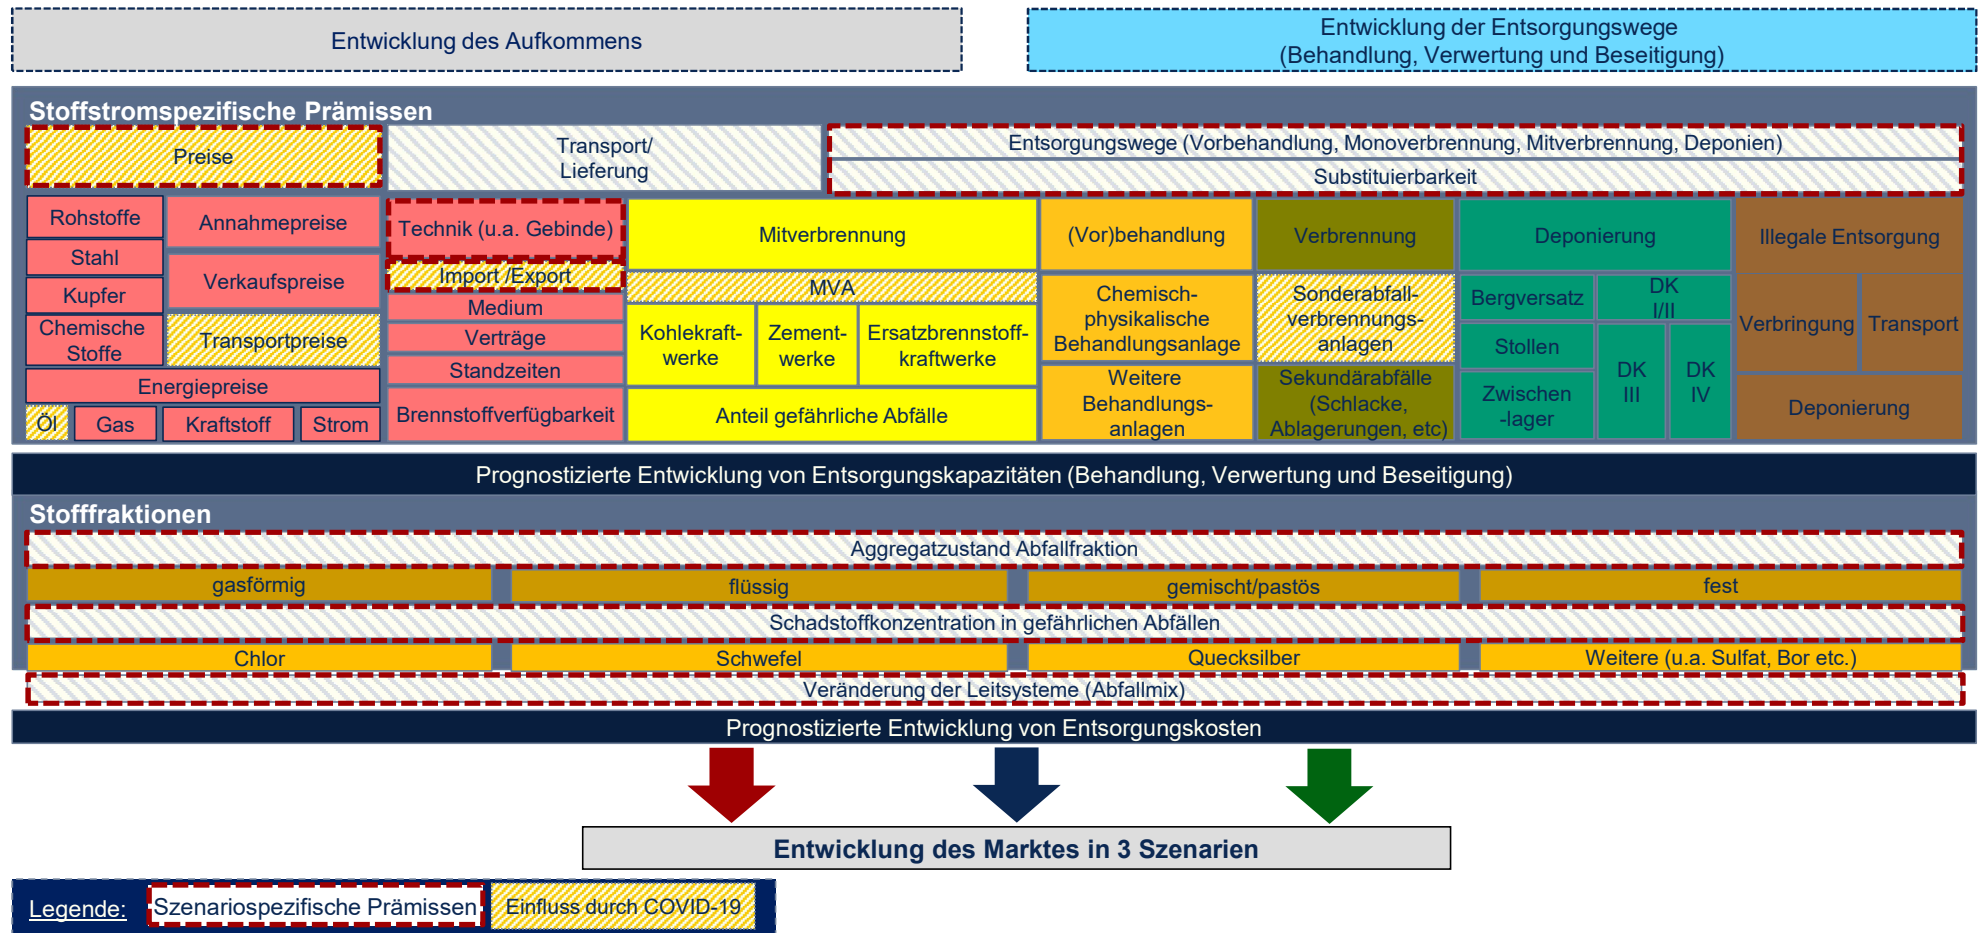 Entwicklung des Aufkommens
Entwicklung der Entsorgungswege
(Behandlung, Verwertung und Beseitigung)
Stoffstromspezifische Prämissen
Preise
Transport/
Lieferung
Entsorgungswege (Vorbehandlung, Monoverbrennung, Mitverbrennung, Deponien)
Substituierbarkeit
Rohstoffe
Stahl
Kupfer
Chemische
Stoffe
Annahmepreise
Verkaufspreise
Transportpreise
Energiepreise
Öl
Gas
Kraftstoff
Strom
Technik (u.a. Gebinde)
Import /Export
Medium
Verträge
Standzeiten
Brennstoffverfügbarkeit
Mitverbrennung
MVA
Kohlekraft-
werke
Zement-
werke
Ersatzbrennstoff-
kraftwerke
Anteil gefährliche Abfälle
(Vor)behandlung
Chemisch-
physikalische
Behandlungsanlage
Weitere
Behandlungs-
anlagen
Verbrennung
Sonderabfall-
verbrennungs-
anlagen
Sekundärabfälle
(Schlacke,
Ablagerungen, etc)
Deponierung
Bergversatz
DK
I/II
Stollen
Zwischen
-lager
DK
III
DK
IV
Illegale Entsorgung
Verbringung
Transport
Deponierung
Prognostizierte Entwicklung von Entsorgungskapazitäten (Behandlung, Verwertung und Beseitigung)
Stofffraktionen
Aggregatzustand Abfallfraktion
gasförmig
flüssig
gemischt/pastös
fest
Schadstoffkonzentration in gefährlichen Abfällen
Chlor
Schwefel
Quecksilber
Weitere (u.a. Sulfat, Bor etc.)
Veränderung der Leitsysteme (Abfallmix)
Prognostizierte Entwicklung von Entsorgungskosten
Entwicklung des Marktes in 3 Szenarien
Legende:
Szenariospezifische Prämissen
Einfluss durch COVID-19